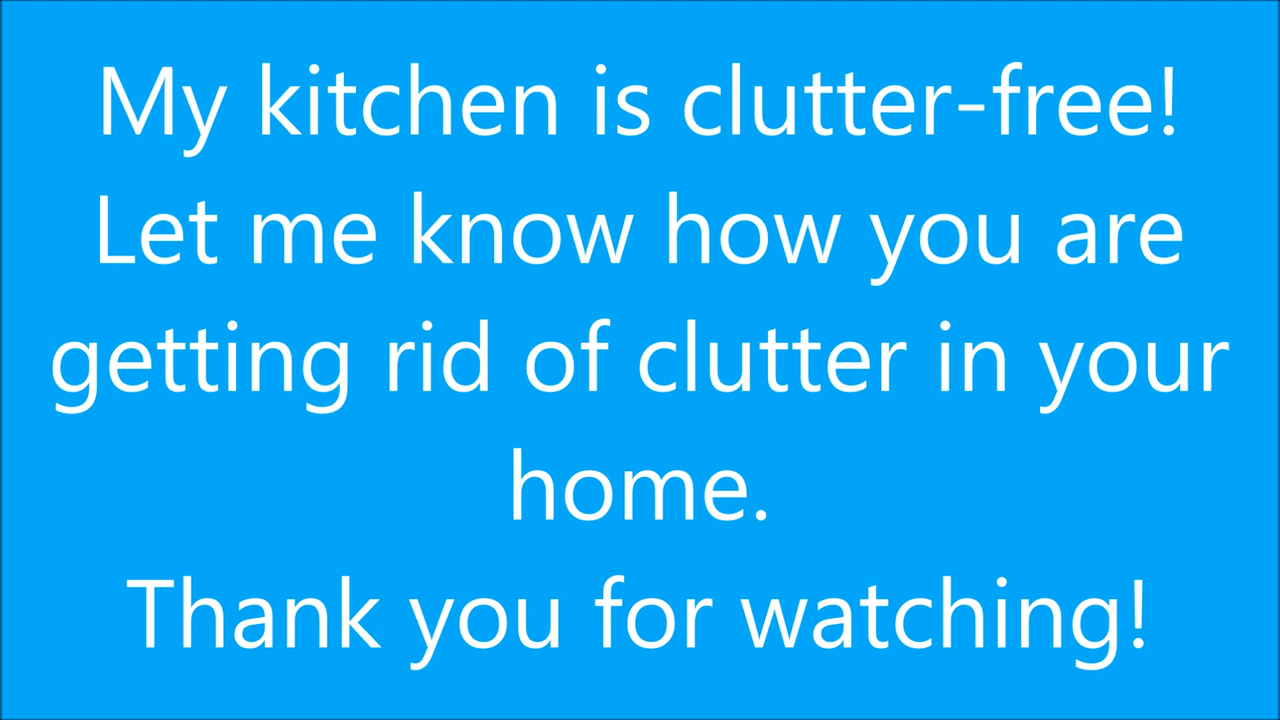 My kitchen is clutter-free!
Let me know how you are
getting rid of clutter in your
home.
Thank you for watching!